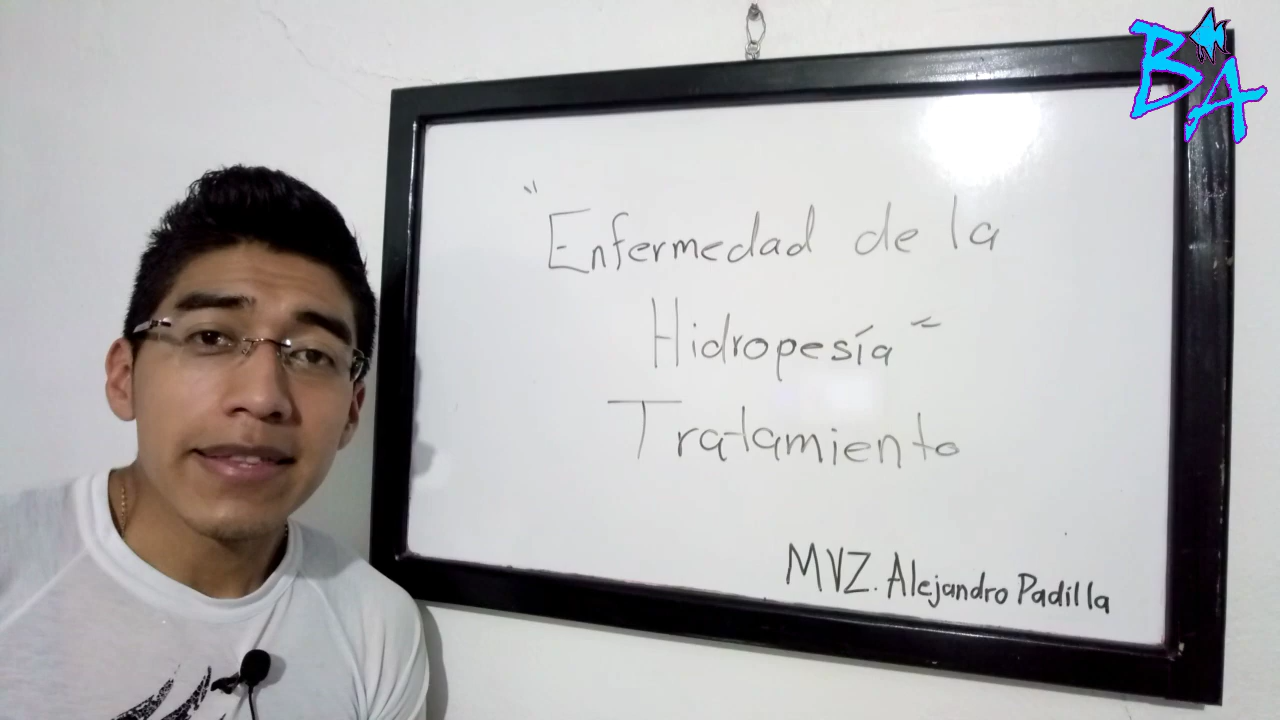 BA
"Enfermedad de la
Hidropesía"
Tratamiento
MVZ. Alejandro Padilla